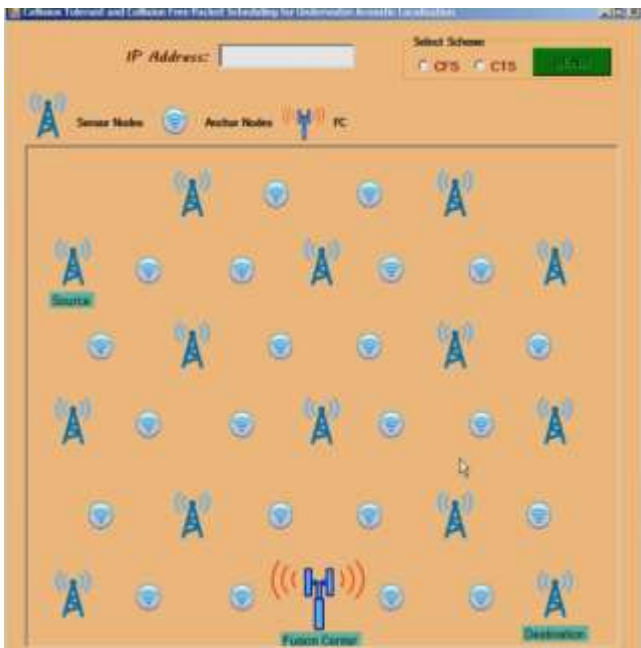 Collision Tolerant and Collision Free Packet Scheduling for Underwater Acoustic Localization
IP Address:
Select Scheme
CFS CTS
Sensor Nodes Anchor Nodes FC
Source
Fusion Center
Destination